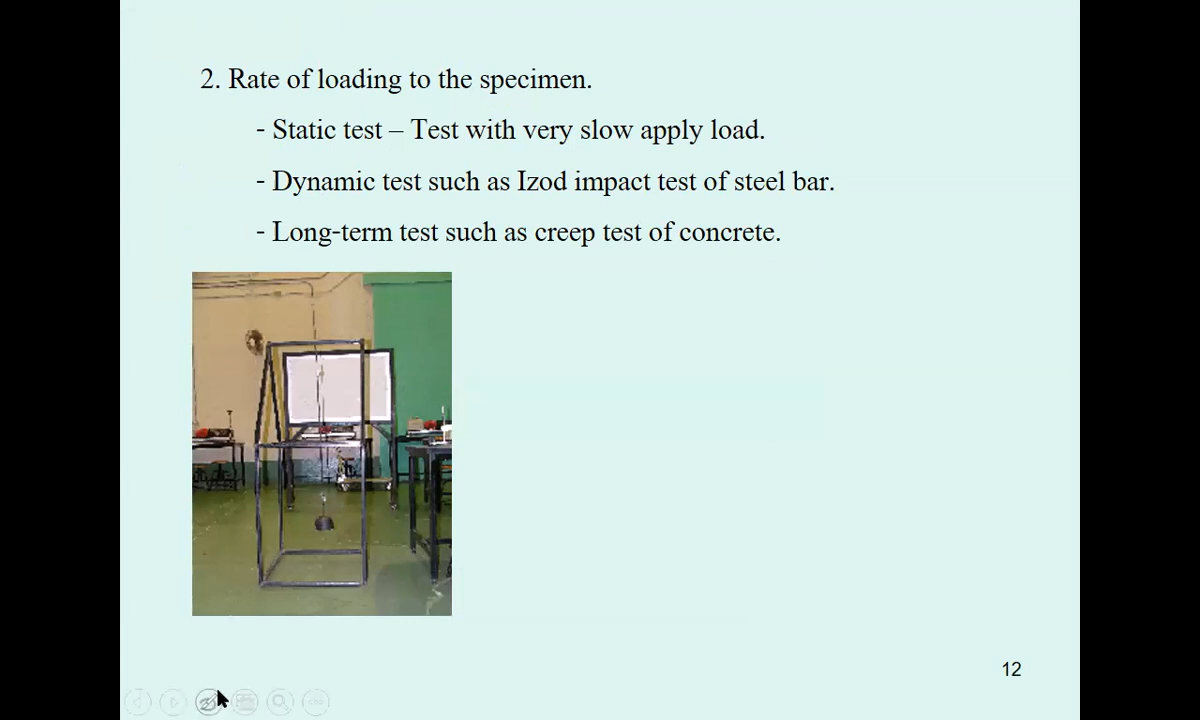 2. Rate of loading to the specimen.
- Static test – Test with very slow apply load.
- Dynamic test such as Izod impact test of steel bar.
- Long-term test such as creep test of concrete.
12